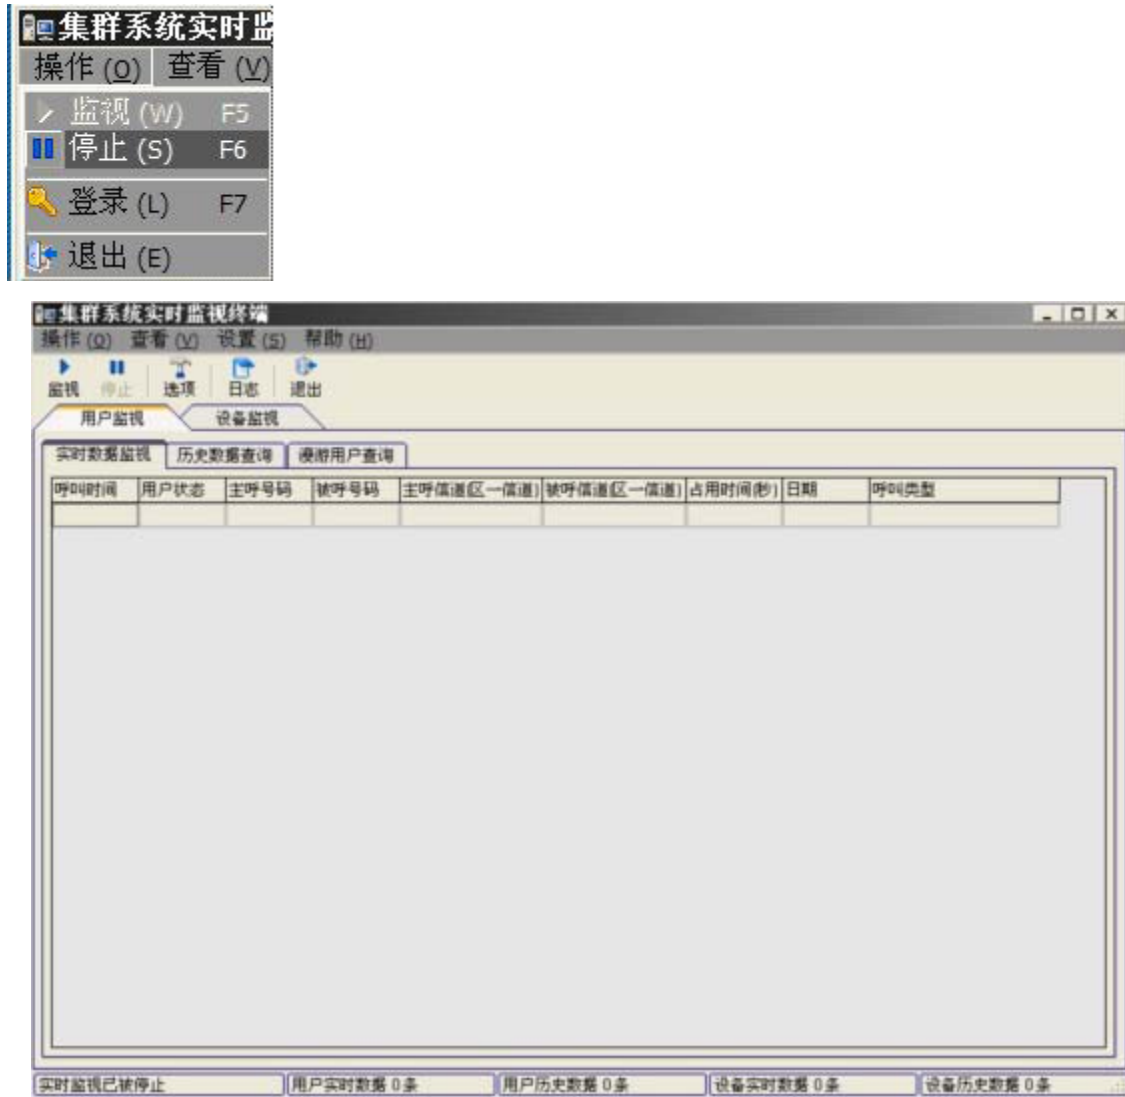 集群系统实时监
操作 (O) 查看 (V)
监视 (W) F5
停止 (S) F6
登录 (L) F7
退出 (E)
集群系统实时监视终端
操作 (O) 查看 (V) 设置 (S) 帮助 (H)
监视 停止 选项 日志 退出
用户监视 设备监视
实时数据监视 历史数据查询 漫游用户查询
呼叫时间 用户状态 主呼号码 被呼号码 主呼信道(区一信道) 被呼信道(区一信道) 占用时间(秒) 日期 呼叫类型
实时监视已被停止 用户实时数据 0 条 用户历史数据 0 条 设备实时数据 0 条 设备历史数据 0 条